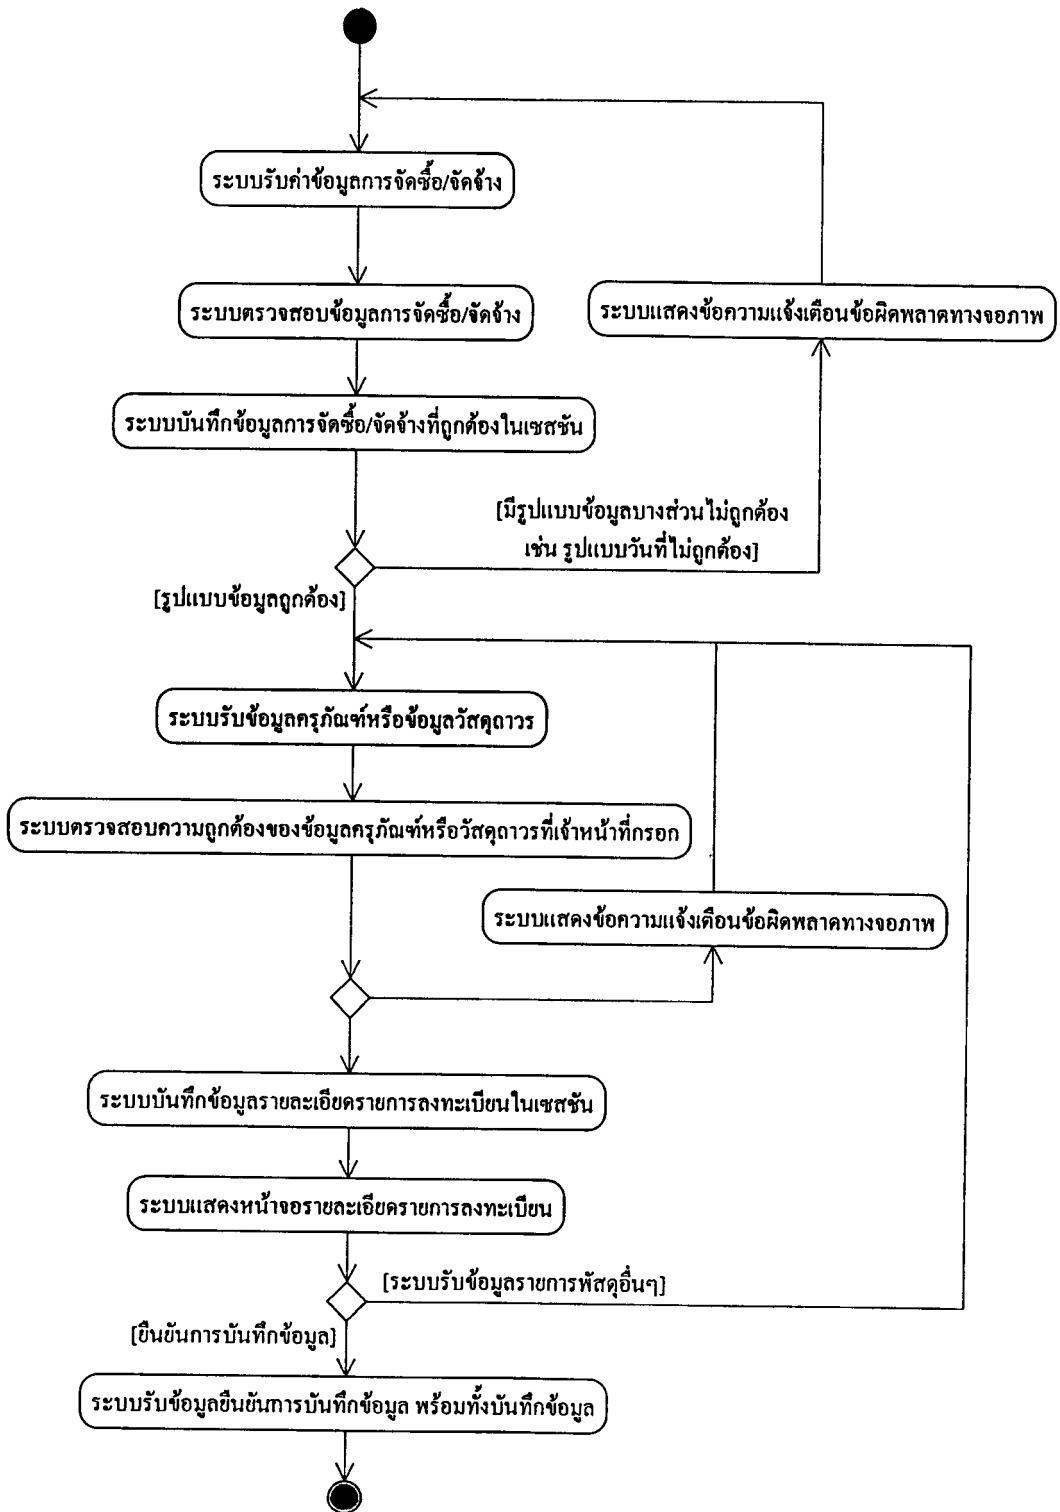 ระบบรับค่าข้อมูลการจัดซื้อ/จัดจ้าง
ระบบตรวจสอบข้อมูลการจัดซื้อ/จัดจ้าง
ระบบแสดงข้อความแจ้งเตือนข้อผิดพลาดทางจอภาพ
ระบบบันทึกข้อมูลการจัดซื้อ/จัดจ้างที่ถูกต้องในเซสชัน
[มีรูปแบบข้อมูลบางส่วนไม่ถูกต้อง
เช่น รูปแบบวันที่ไม่ถูกต้อง]
[รูปแบบข้อมูลถูกต้อง]
ระบบรับข้อมูลครุภัณฑ์หรือข้อมูลวัสดุถาวร
ระบบตรวจสอบความถูกต้องของข้อมูลครุภัณฑ์หรือวัสดุถาวรที่เจ้าหน้าที่กรอก
ระบบแสดงข้อความแจ้งเตือนข้อผิดพลาดทางจอภาพ
ระบบบันทึกข้อมูลรายละเอียดรายการลงทะเบียนในเซสชัน
ระบบแสดงหน้าจอรายละเอียดรายการลงทะเบียน
[ระบบรับข้อมูลรายการพัสดุอื่นๆ]
[ยืนยันการบันทึกข้อมูล]
ระบบรับข้อมูลยืนยันการบันทึกข้อมูล พร้อมทั้งบันทึกข้อมูล